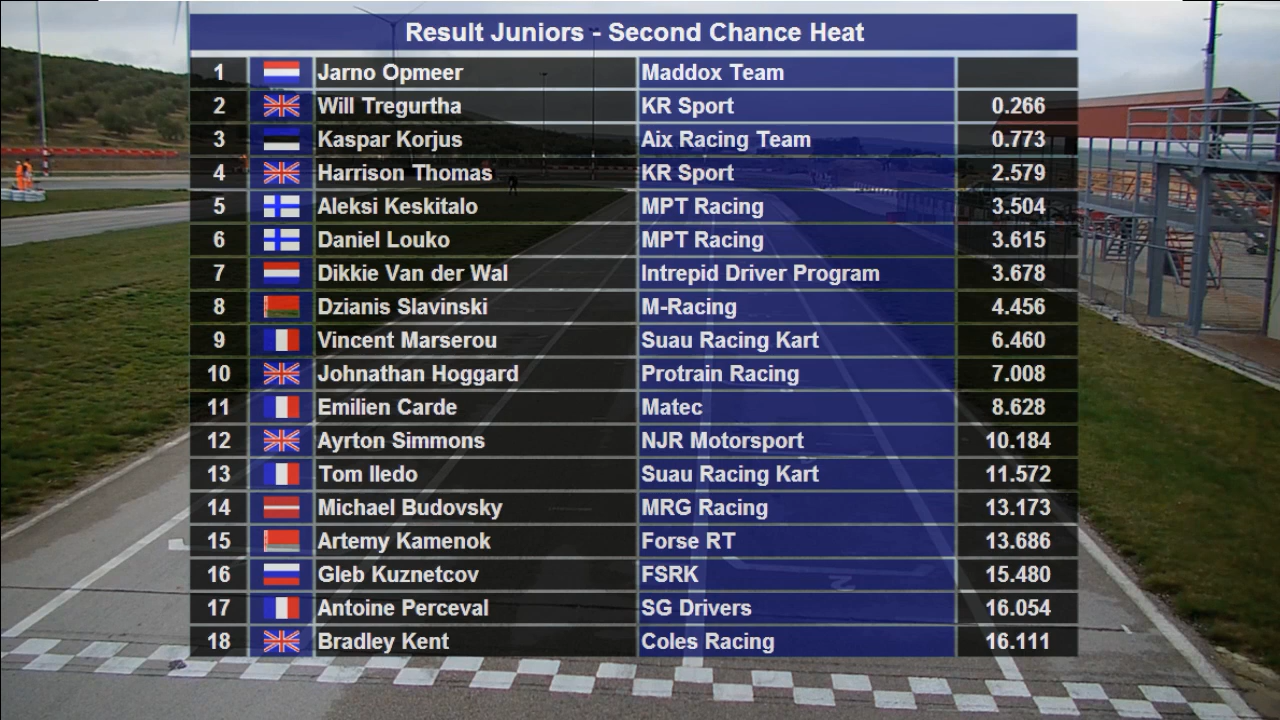 Result Juniors - Second Chance Heat
1 Jarno Opmeer Maddox Team
2 Will Tregurtha KR Sport 0.266
3 Kaspar Korjus Aix Racing Team 0.773
4 Harrison Thomas KR Sport 2.579
5 Aleksi Keskitalo MPT Racing 3.504
6 Daniel Louko MPT Racing 3.615
7 Dikkie Van der Wal Intrepid Driver Program 3.678
8 Dzianis Slavinski M-Racing 4.456
9 Vincent Marserou Suau Racing Kart 6.460
10 Johnathan Hoggard Protrain Racing 7.008
11 Emilien Carde Matec 8.628
12 Ayrton Simmons NJR Motorsport 10.184
13 Tom Iledo Suau Racing Kart 11.572
14 Michael Budovsky MRG Racing 13.173
15 Artemy Kamenok Forse RT 13.686
16 Gleb Kuznetcov FSRK 15.480
17 Antoine Perceval SG Drivers 16.054
18 Bradley Kent Coles Racing 16.111